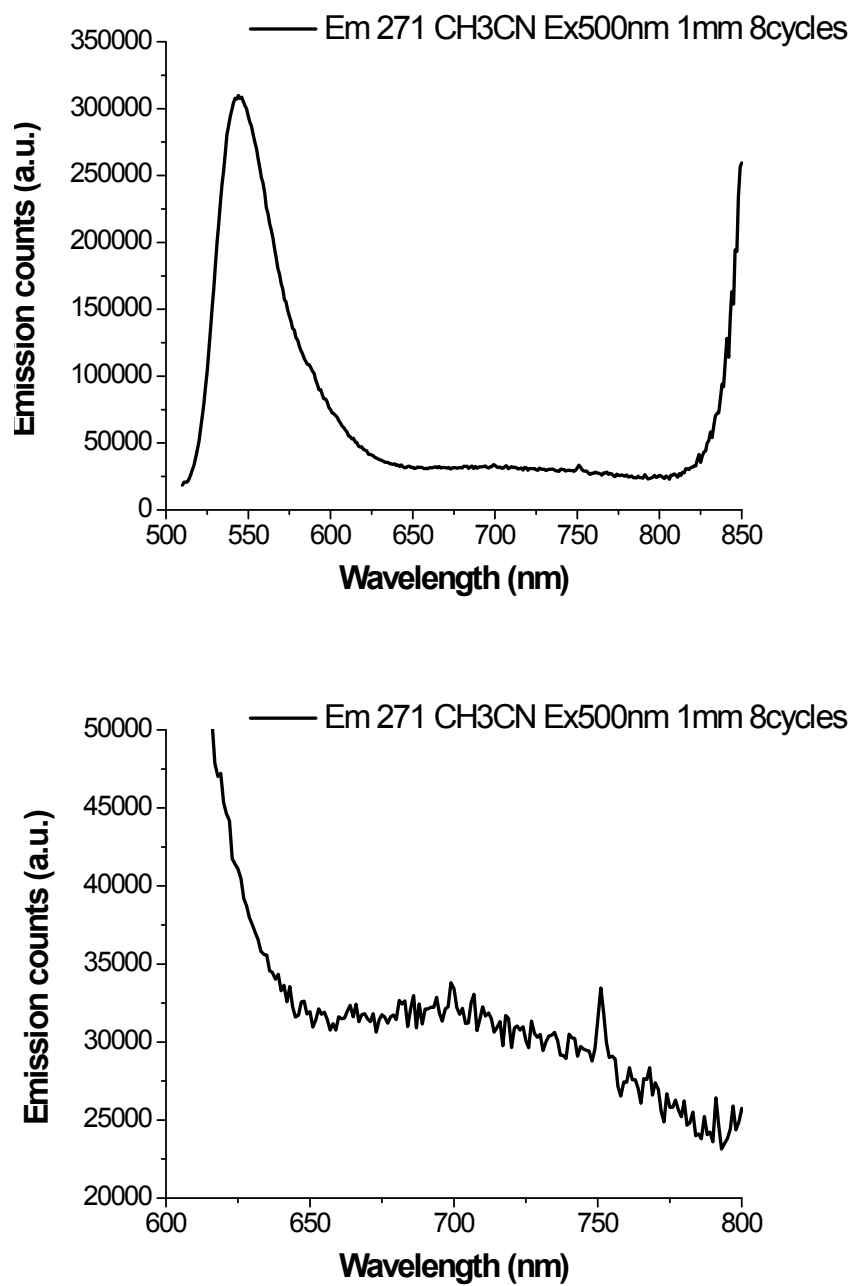 Em 271 CH3CN Ex500nm 1mm 8cycles
350000
300000
250000
200000
150000
100000
50000
0
Emission counts (a.u.)
500 550 600 650 700 750 800 850
Wavelength (nm)
Em 271 CH3CN Ex500nm 1mm 8cycles
50000
45000
40000
35000
30000
25000
20000
Emission counts (a.u.)
600 650 700 750 800
Wavelength (nm)